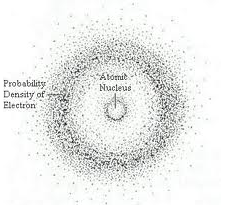 Atomic
Nucleus
Probability
Density of
Electron